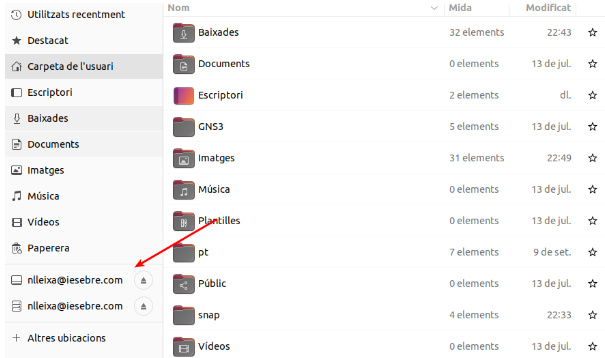 Utilitzats recentment
Destacat
Carpeta de l'usuari
Escriptori
Baixades
Documents
Imatges
Música
Vídeos
Paperera
nlleixa@iesebre.com
nlleixa@iesebre.com
Altres ubicacions
Nom Mida Modificat
Baixades 32 elements 22:43
Documents 0 elements 13 de jul.
Escriptori 2 elements dl.
GNS3 5 elements 13 de jul.
Imatges 31 elements 22:49
Música 0 elements 13 de jul.
Plantilles 0 elements 13 de jul.
pt 7 elements 9 de set.
Públic 0 elements 13 de jul.
snap 4 elements 22:33
Vídeos 0 elements 13 de jul.